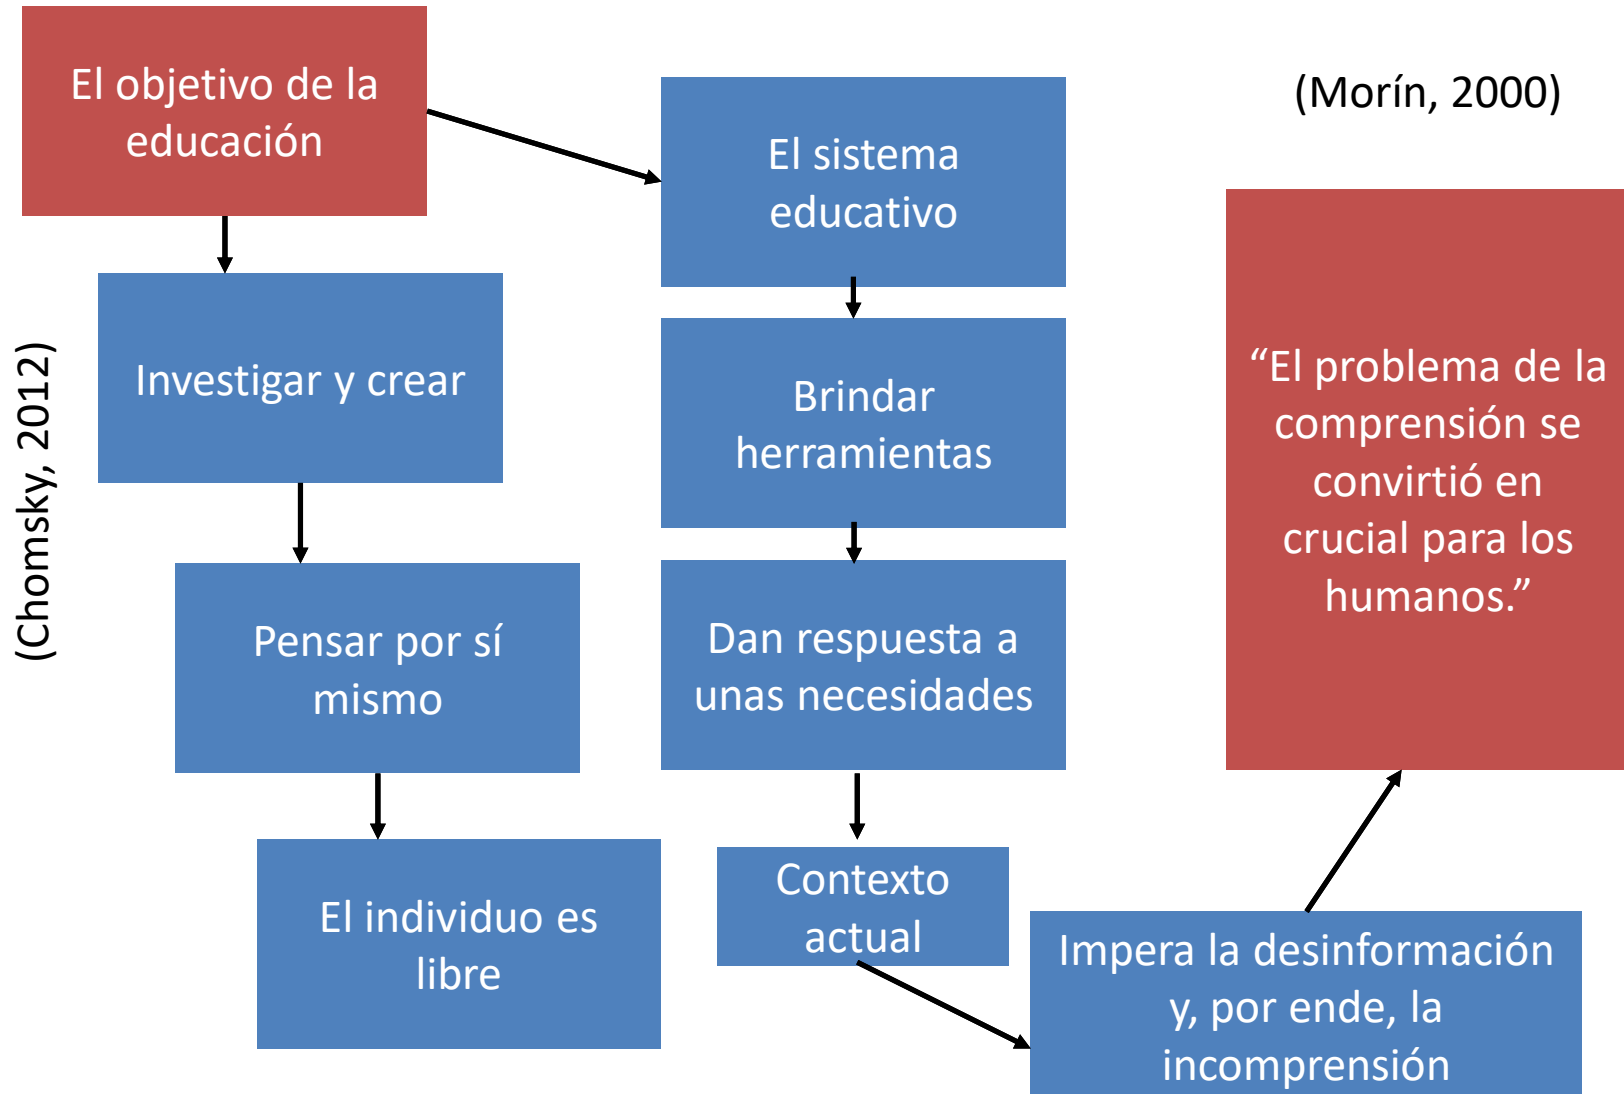 El objetivo de la
educación
(Chomsky, 2012)
Investigar y crear
Pensar por sí
mismo
El individuo es
libre
El sistema
educativo
Brindar
herramientas
Dan respuesta a
unas necesidades
Contexto
actual
Impera la desinformación
y, por ende, la
incomprensión
(Morín, 2000)
“El problema de la
comprensión se
convirtió en
crucial para los
humanos.”